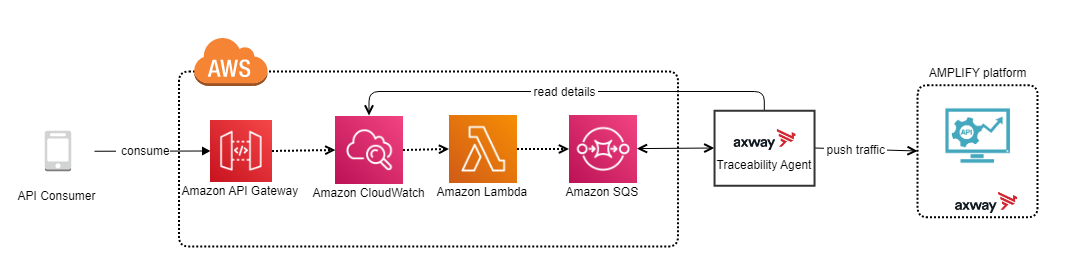 AMPLIFY platform
AWS
read details
API
axway
consume
push traffic
Traceability Agent
Amazon API Gateway
Amazon CloudWatch
Amazon Lambda
Amazon SQS
API Consumer
axway